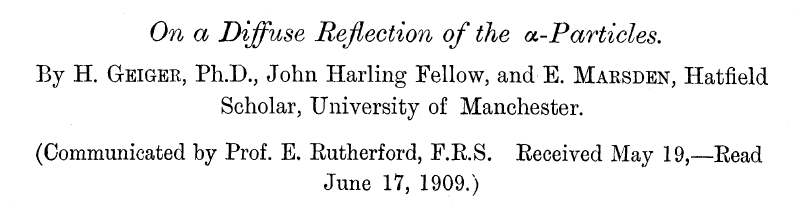 On a Diffuse Reflection of the α-Particles.
By H. GEIGER, Ph.D., John Harling Fellow, and E. MARSDEN, Hatfield
Scholar, University of Manchester.
(Communicated by Prof. E. Rutherford, F.R.S. Received May 19,—Read
June 17, 1909.)